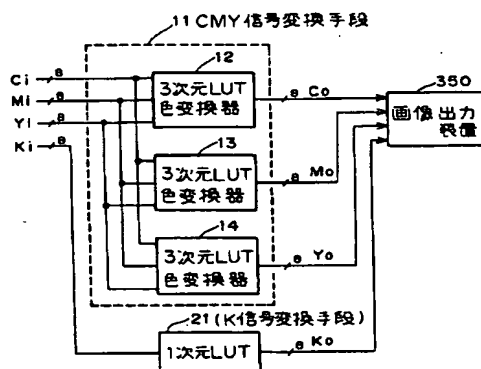 11 CMY信号変換手段
Ci 8
Mi 8
Yi 8
Ki 8
12
3次元LUT
色変換器
8 Co
350
画像出力
装置
13
3次元LUT
色変換器
8 Mo
14
3次元LUT
色変換器
8 Yo
21 (K信号変換手段)
1次元LUT
8 Ko